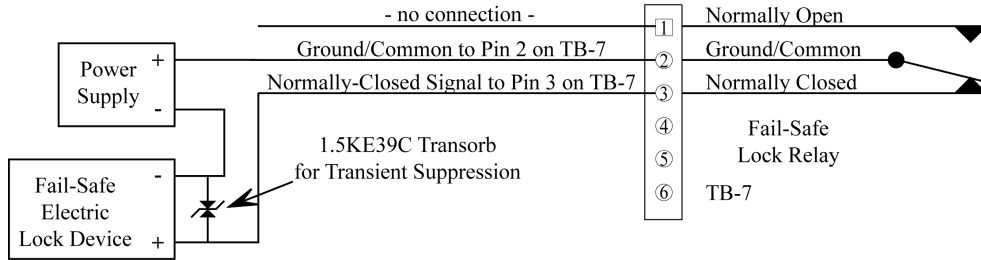 - no connection -
1
Normally Open
Ground/Common to Pin 2 on TB-7
2
Ground/Common
Normally-Closed Signal to Pin 3 on TB-7
3
Normally Closed
Power
Supply
+
-
4
5
6
Fail-Safe
Lock Relay
TB-7
1.5KE39C Transorb
for Transient Suppression
Fail-Safe
Electric
Lock Device
-
+